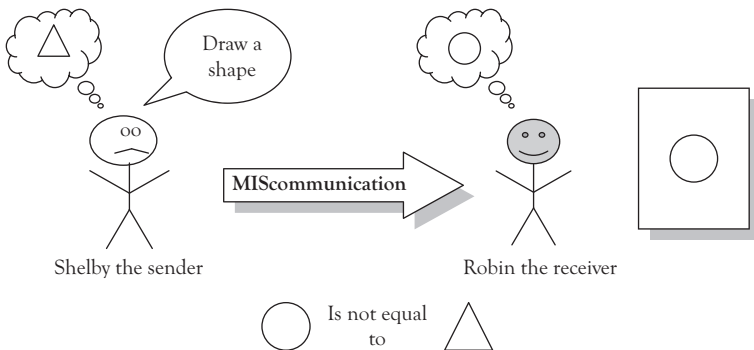 Draw a
shape
MIScommunication
Shelby the sender
Robin the receiver
Is not equal
to